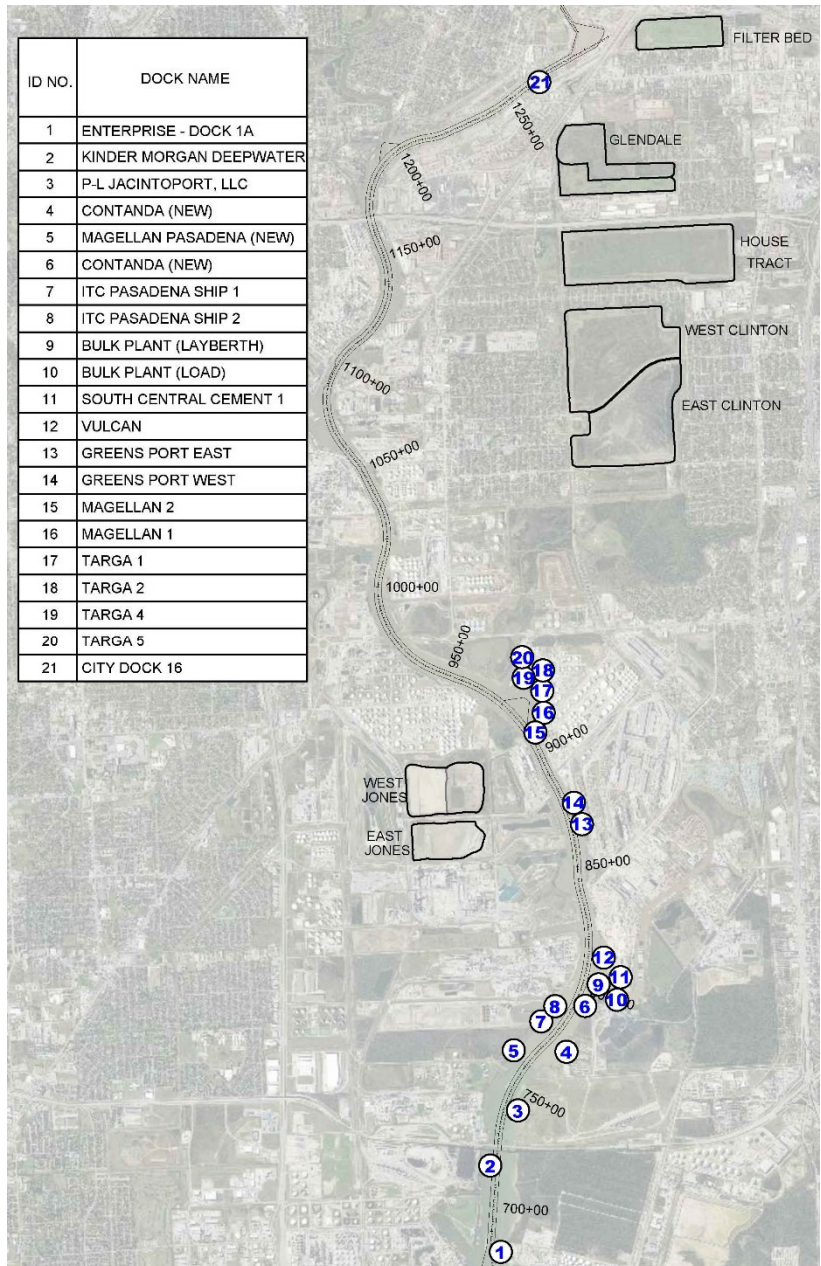 ID NO. DOCK NAME
1 ENTERPRISE - DOCK 1A
2 KINDER MORGAN DEEPWATER
3 P-L JACINTOPORT, LLC
4 CONTANDA (NEW)
5 MAGELLAN PASADENA (NEW)
6 CONTANDA (NEW)
7 ITC PASADENA SHIP 1
8 ITC PASADENA SHIP 2
9 BULK PLANT (LAYBERTH)
10 BULK PLANT (LOAD)
11 SOUTH CENTRAL CEMENT 1
12 VULCAN
13 GREENS PORT EAST
14 GREENS PORT WEST
15 MAGELLAN 2
16 MAGELLAN 1
17 TARGA 1
18 TARGA 2
19 TARGA 4
20 TARGA 5
21 CITY DOCK 16
FILTER BED
21
1250+00
GLENDALE
1200+00
1150+00
HOUSE
TRACT
WEST CLINTON
1100+00
EAST CLINTON
1050+00
1000+00
950+00
20
18
19
17
16
15
900+00
WEST
JONES
14
13
EAST
JONES
850+00
12
11
9
10
8
6
7
5
4
750+00
3
2
700+00
1